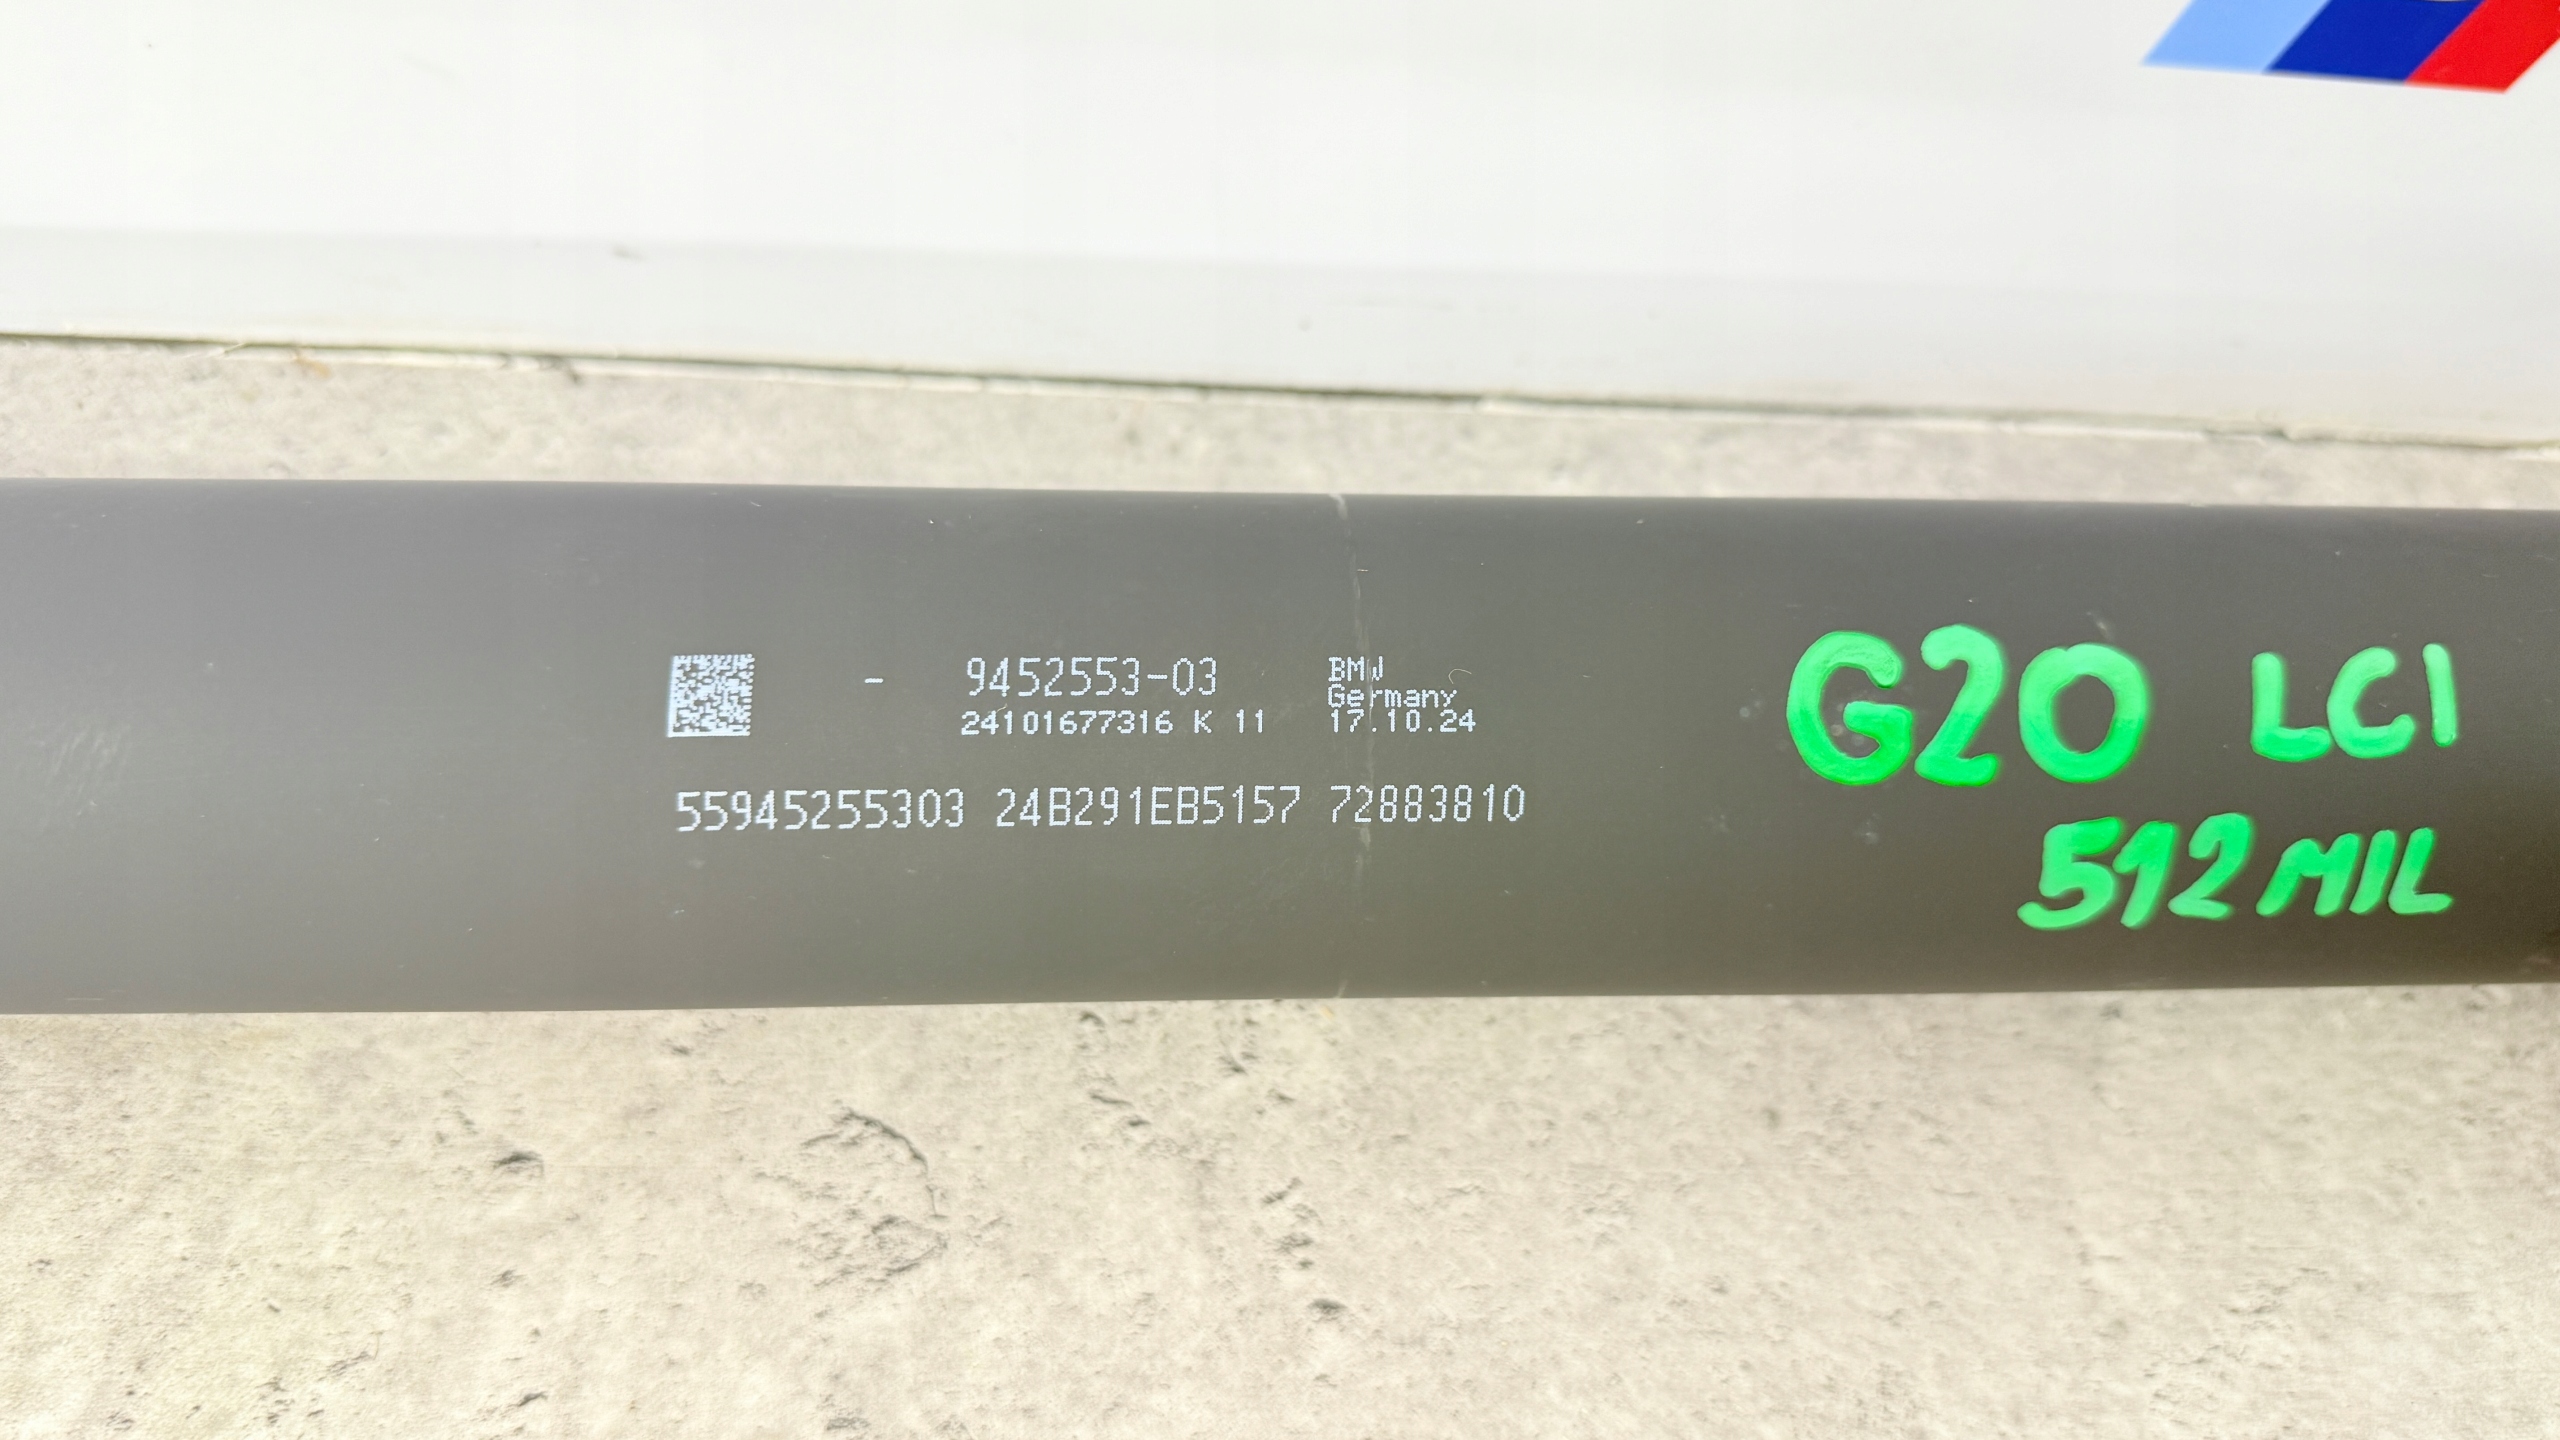 - 9452553-03
24101677316 K 11
BMW
Germany
17.10.24
55945255303 24B291EB5157 72883810
G20 LCI
512 MIL